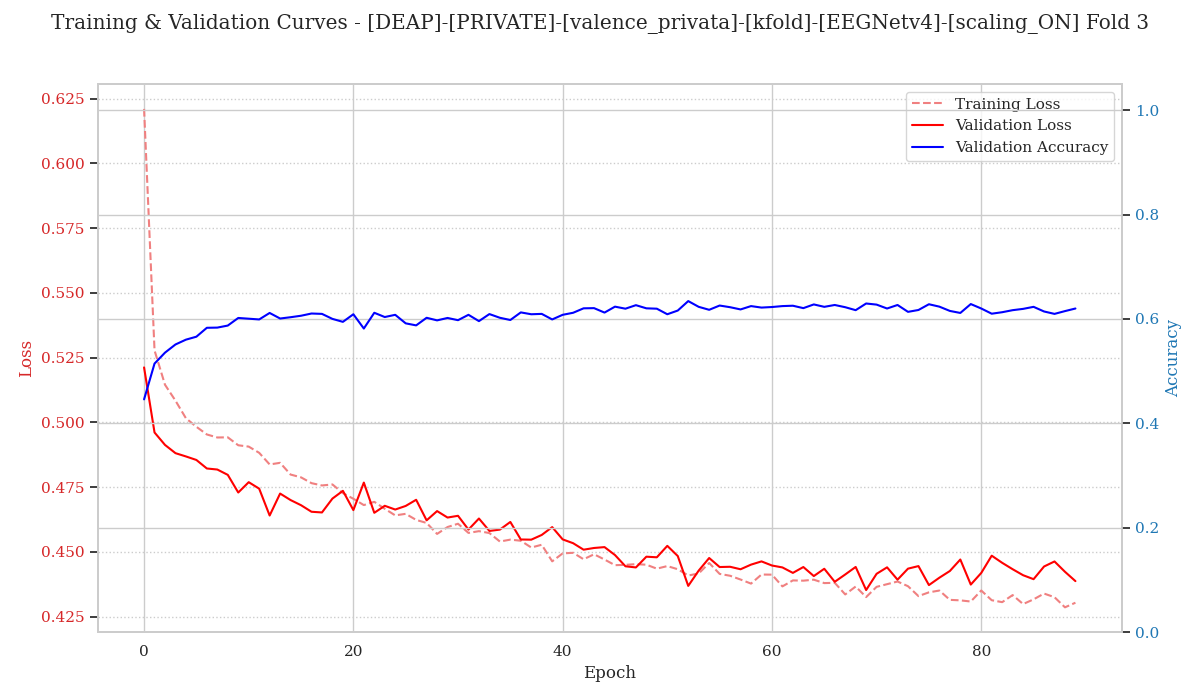 Training & Validation Curves - [DEAP]-[PRIVATE]-[valence_privata]-[kfold]-[EEGNetv4]-[scaling_ON] Fold 3
Training Loss
Validation Loss
Validation Accuracy
0.625
0.600
0.575
0.550
0.525
0.500
0.475
0.450
0.425
Loss
1.0
0.8
0.6
0.4
0.2
0.0
Accuracy
0
20
40
60
80
Epoch